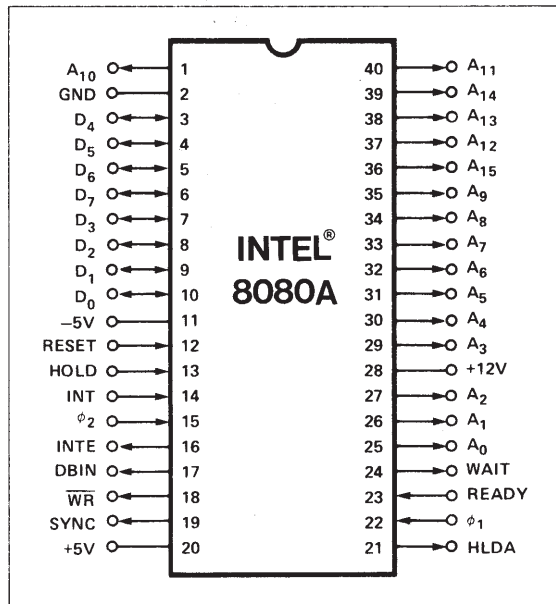 A10 1 40 A11
GND 2 39 A14
D4 3 38 A13
D5 4 37 A12
D6 5 36 A15
D7 6 35 A9
D3 7 34 A8
D2 8 33 A7
D1 9 32 A6
D0 10 31 A5
INTEL®
8080A
−5V 11 30 A4
RESET 12 29 A3
HOLD 13 28 +12V
INT 14 27 A2
ϕ2 15 26 A1
INTE 16 25 A0
DBIN 17 24 WAIT
W̅R̅ 18 23 READY
SYNC 19 22 ϕ1
+5V 20 21 HLDA